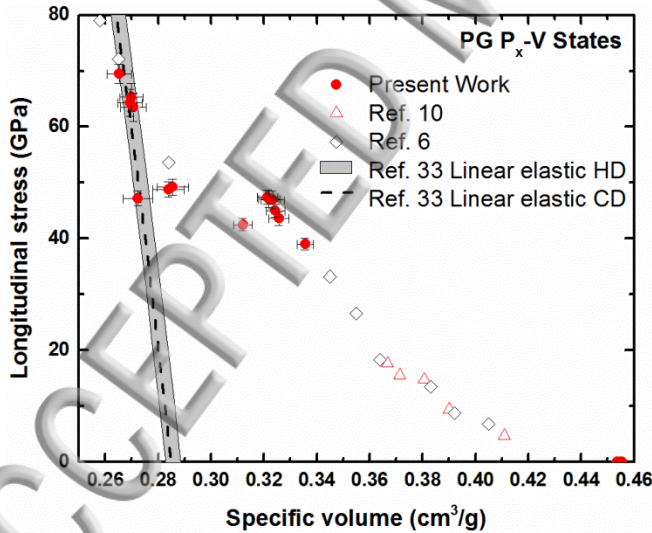 80
60
40
20
0
Longitudinal stress (GPa)
PG Pₓ-V States
Present Work
Ref. 10
Ref. 6
Ref. 33 Linear elastic HD
Ref. 33 Linear elastic CD
0.26 0.28 0.30 0.32 0.34 0.36 0.38 0.40 0.42 0.44 0.46
Specific volume (cm³/g)
CCEPTED M